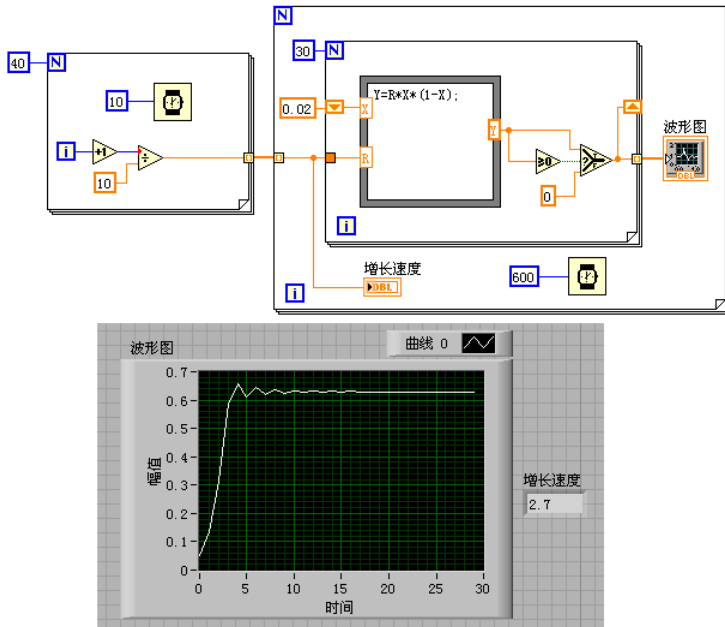 N
40 N
30 N
10
Y=R*X*(1-X);
0.02 X
Y
波形图
i +1 ÷
R
≥0 ?
10
0
DBL
i
增长速度
DBL
600
i
波形图
曲线 0
0.7
0.6
0.5
0.4
0.3
0.2
0.1
0
幅值
0 5 10 15 20 25 30
时间
增长速度
2.7